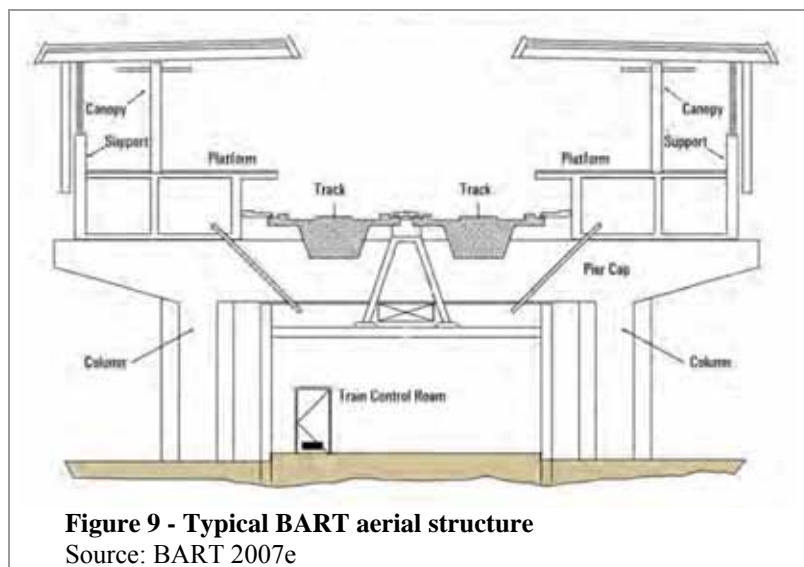 Canopy
Canopy
Support
Support
Platform
Platform
Track
Track
Pier Cap
Column
Column
Train Control Room
Figure 9 - Typical BART aerial structure
Source: BART 2007e